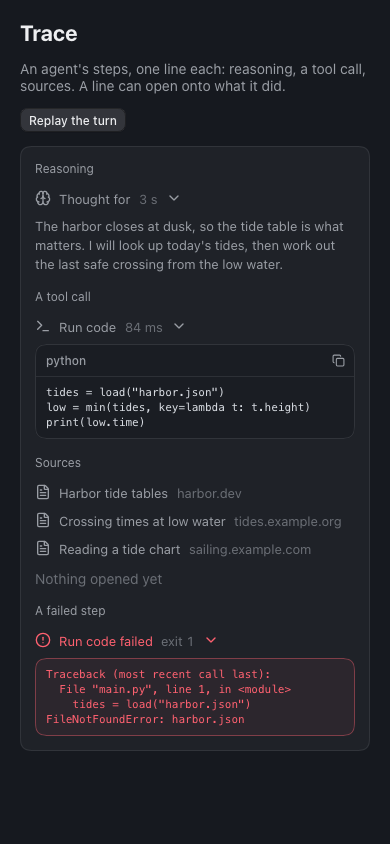 Trace
An agent's steps, one line each: reasoning, a tool call,
sources. A line can open onto what it did.
Replay the turn
Reasoning
Thought for 3 s
The harbor closes at dusk, so the tide table is what
matters. I will look up today's tides, then work out
the last safe crossing from the low water.
A tool call
Run code 84 ms
python
tides = load("harbor.json")
low = min(tides, key=lambda t: t.height)
print(low.time)
Sources
Harbor tide tables harbor.dev
Crossing times at low water tides.example.org
Reading a tide chart sailing.example.com
Nothing opened yet
A failed step
Run code failed exit 1
Traceback (most recent call last):
  File "main.py", line 1, in <module>
    tides = load("harbor.json")
FileNotFoundError: harbor.json